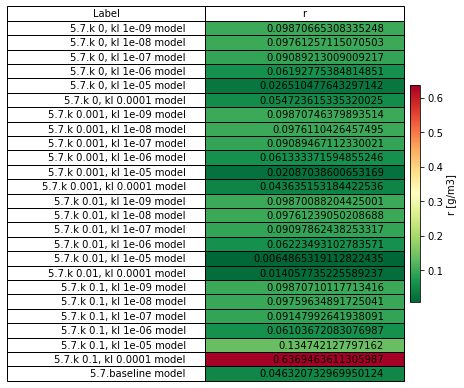 Label r
5.7.k 0, kl 1e-09 model 0.09870665308335248
5.7.k 0, kl 1e-08 model 0.09761257115070503
5.7.k 0, kl 1e-07 model 0.09089213009009217
5.7.k 0, kl 1e-06 model 0.06192775384814851
5.7.k 0, kl 1e-05 model 0.026510477643297142
5.7.k 0, kl 0.0001 model 0.054723615335320025
5.7.k 0.001, kl 1e-09 model 0.09870746379893514
5.7.k 0.001, kl 1e-08 model 0.0976110426457495
5.7.k 0.001, kl 1e-07 model 0.09089467112330021
5.7.k 0.001, kl 1e-06 model 0.061333371594855246
5.7.k 0.001, kl 1e-05 model 0.02087038600653169
5.7.k 0.001, kl 0.0001 model 0.043635153184422536
5.7.k 0.01, kl 1e-09 model 0.09870088204425001
5.7.k 0.01, kl 1e-08 model 0.09761239050208688
5.7.k 0.01, kl 1e-07 model 0.09097862438253317
5.7.k 0.01, kl 1e-06 model 0.06223493102783571
5.7.k 0.01, kl 1e-05 model 0.006486531911282243­5
5.7.k 0.01, kl 0.0001 model 0.01405775225589237
5.7.k 0.1, kl 1e-09 model 0.09870710117713416
5.7.k 0.1, kl 1e-08 model 0.09759634891725041
5.7.k 0.1, kl 1e-07 model 0.09147992641938091
5.7.k 0.1, kl 1e-06 model 0.06103672083076987
5.7.k 0.1, kl 1e-05 model 0.134742127797162
5.7.k 0.1, kl 0.0001 model 0.6369463611305987
5.7.baseline model 0.046320732969950124
0.6
0.5
0.4
0.3
0.2
0.1
r [g/m3]